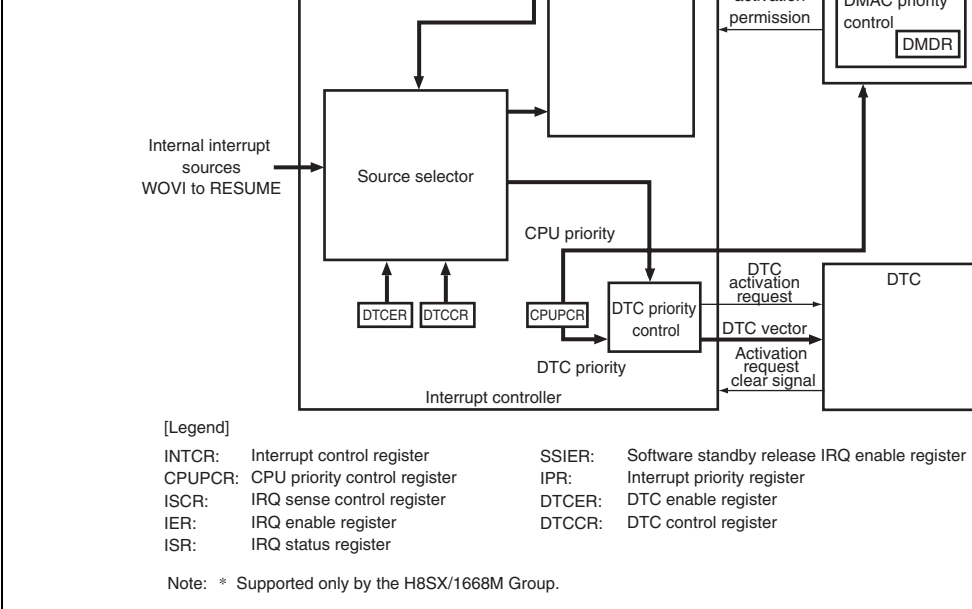 activation
permission
DMAC priority
control
DMDR
Internal interrupt
sources
WOVI to RESUME
Source selector
CPU priority
DTCER
DTCCR
CPUPCR
DTC priority
control
DTC priority
DTC
activation
request
DTC vector
Activation
request
clear signal
DTC
Interrupt controller
[Legend]
INTCR: Interrupt control register
CPUPCR: CPU priority control register
ISCR: IRQ sense control register
IER: IRQ enable register
ISR: IRQ status register
SSIER: Software standby release IRQ enable register
IPR: Interrupt priority register
DTCER: DTC enable register
DTCCR: DTC control register
Note: * Supported only by the H8SX/1668M Group.